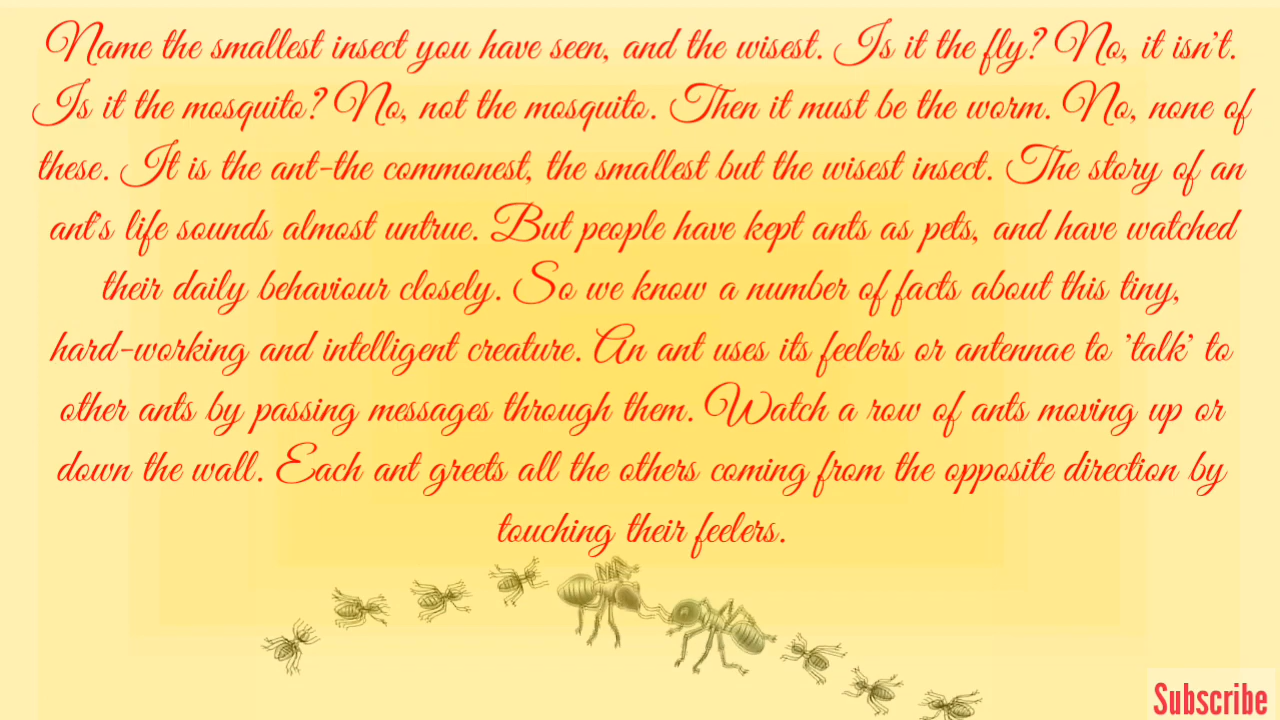 Name the smallest insect you have seen, and the wisest. Is it the fly? No, it isn't.
Is it the mosquito? No, not the mosquito. Then it must be the worm. No, none of
these. It is the ant-the commonest, the smallest but the wisest insect. The story of an
ant's life sounds almost untrue. But people have kept ants as pets, and have watched
their daily behaviour closely. So we know a number of facts about this tiny,
hard-working and intelligent creature. An ant uses its feelers or antennae to 'talk' to
other ants by passing messages through them. Watch a row of ants moving up or
down the wall. Each ant greets all the others coming from the opposite direction by
touching their feelers.
Subscribe